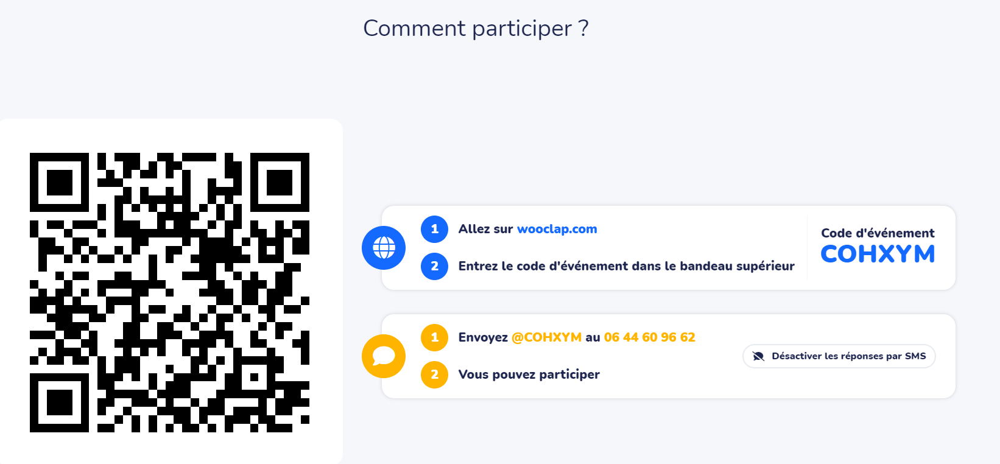 Comment participer ?
1 Allez sur wooclap.com
2 Entrez le code d'événement dans le bandeau supérieur
Code d'événement
COHXYM
1 Envoyez @COHXYM au 06 44 60 96 62
2 Vous pouvez participer
Désactiver les réponses par SMS